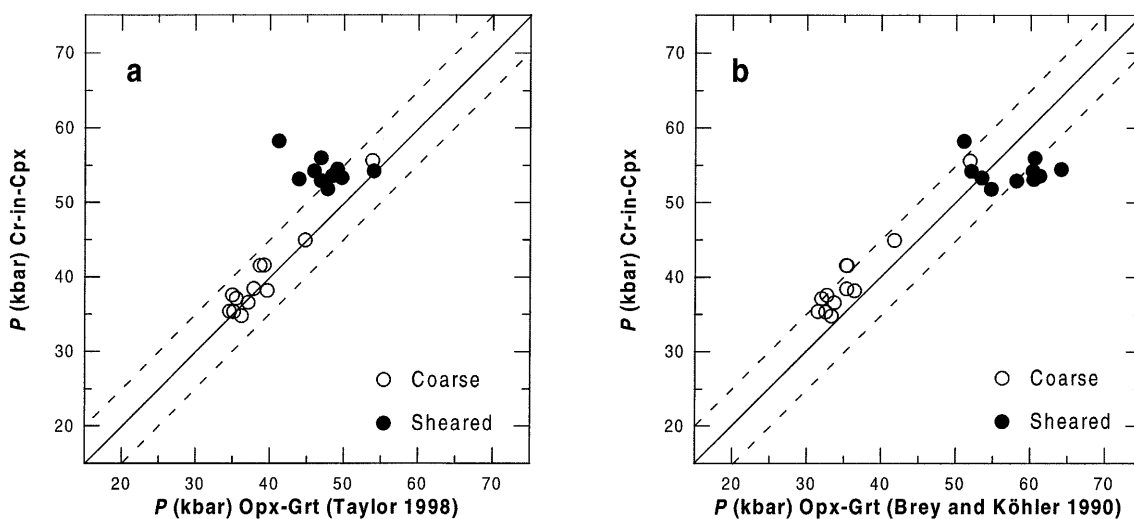 a
P (kbar) Cr-in-Cpx
70
60
50
40
30
20
Coarse
Sheared
20 30 40 50 60 70
P (kbar) Opx-Grt (Taylor 1998)
b
P (kbar) Cr-in-Cpx
70
60
50
40
30
20
Coarse
Sheared
20 30 40 50 60 70
P (kbar) Opx-Grt (Brey and Köhler 1990)